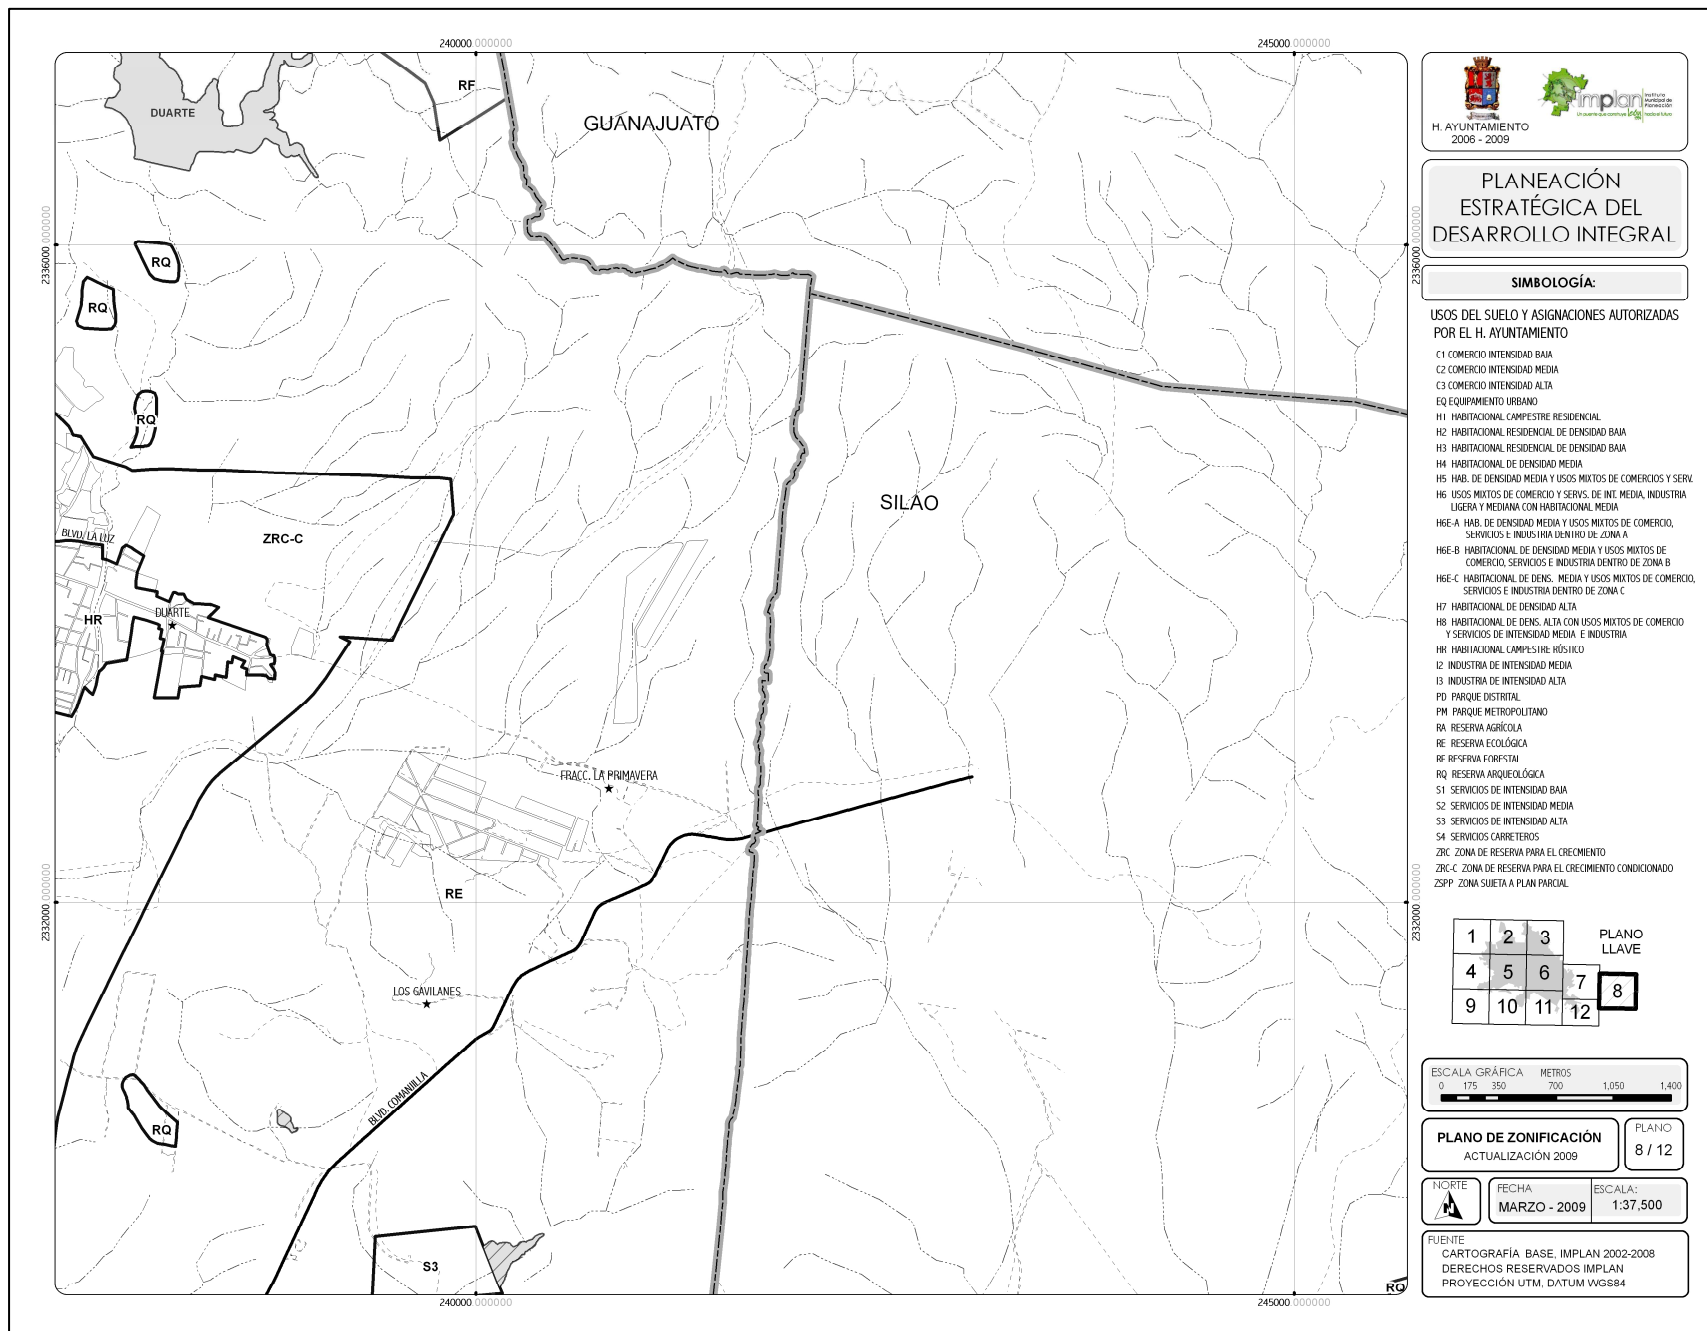 240000.000000
245000.000000
2336000.000000
2332000.000000
DUARTE
RF
GUANAJUATO
RQ
RQ
RQ
SILAO
ZRC-C
BLVD. LA LUZ
DUARTE
HR
FRACC. LA PRIMAVERA
RE
LOS GAVILANES
BLVD. COMANJILLA
RQ
S3
RQ
2336000.000000
2332000.000000
240000.000000
245000.000000
H. AYUNTAMIENTO
2006 - 2009
implan
Instituto
Municipal de
Planeación
PLANEACIÓN
ESTRATÉGICA DEL
DESARROLLO INTEGRAL
SIMBOLOGÍA:
USOS DEL SUELO Y ASIGNACIONES AUTORIZADAS
POR EL H. AYUNTAMIENTO
C1 COMERCIO INTENSIDAD BAJA
C2 COMERCIO INTENSIDAD MEDIA
C3 COMERCIO INTENSIDAD ALTA
EQ EQUIPAMIENTO URBANO
H1 HABITACIONAL CAMPESTRE RESIDENCIAL
H2 HABITACIONAL RESIDENCIAL DE DENSIDAD BAJA
H3 HABITACIONAL RESIDENCIAL DE DENSIDAD BAJA
H4 HABITACIONAL DE DENSIDAD MEDIA
H5 HAB. DE DENSIDAD MEDIA Y USOS MIXTOS DE COMERCIOS Y SERV.
H6 USOS MIXTOS DE COMERCIO Y SERVS. DE INT. MEDIA, INDUSTRIA
LIGERA Y MEDIANA CON HABITACIONAL MEDIA
H6E-A HAB. DE DENSIDAD MEDIA Y USOS MIXTOS DE COMERCIO,
SERVICIOS E INDUSTRIA DENTRO DE ZONA A
H6E-B HABITACIONAL DE DENSIDAD MEDIA Y USOS MIXTOS DE
COMERCIO, SERVICIOS E INDUSTRIA DENTRO DE ZONA B
H6E-C HABITACIONAL DE DENS. MEDIA Y USOS MIXTOS DE COMERCIO,
SERVICIOS E INDUSTRIA DENTRO DE ZONA C
H7 HABITACIONAL DE DENSIDAD ALTA
H8 HABITACIONAL DE DENS. ALTA CON USOS MIXTOS DE COMERCIO
Y SERVICIOS DE INTENSIDAD MEDIA E INDUSTRIA
HR HABITACIONAL CAMPESTRE RÚSTICO
I2 INDUSTRIA DE INTENSIDAD MEDIA
I3 INDUSTRIA DE INTENSIDAD ALTA
PD PARQUE DISTRITAL
PM PARQUE METROPOLITANO
RA RESERVA AGRÍCOLA
RE RESERVA ECOLÓGICA
RF RESERVA FORESTAL
RQ RESERVA ARQUEOLÓGICA
S1 SERVICIOS DE INTENSIDAD BAJA
S2 SERVICIOS DE INTENSIDAD MEDIA
S3 SERVICIOS DE INTENSIDAD ALTA
S4 SERVICIOS CARRETEROS
ZRC ZONA DE RESERVA PARA EL CRECMIENTO
ZRC-C ZONA DE RESERVA PARA EL CRECIMIENTO CONDICIONADO
ZSPP ZONA SUJETA A PLAN PARCIAL
PLANO
LLAVE
1 2 3
4 5 6 7 8
9 10 11 12
ESCALA GRÁFICA METROS
0 175 350 700 1,050 1,400
PLANO DE ZONIFICACIÓN
ACTUALIZACIÓN 2009
PLANO
8 / 12
NORTE
N
FECHA
MARZO - 2009
ESCALA:
1:37,500
FUENTE
CARTOGRAFÍA BASE, IMPLAN 2002-2008
DERECHOS RESERVADOS IMPLAN
PROYECCIÓN UTM, DATUM WGS84